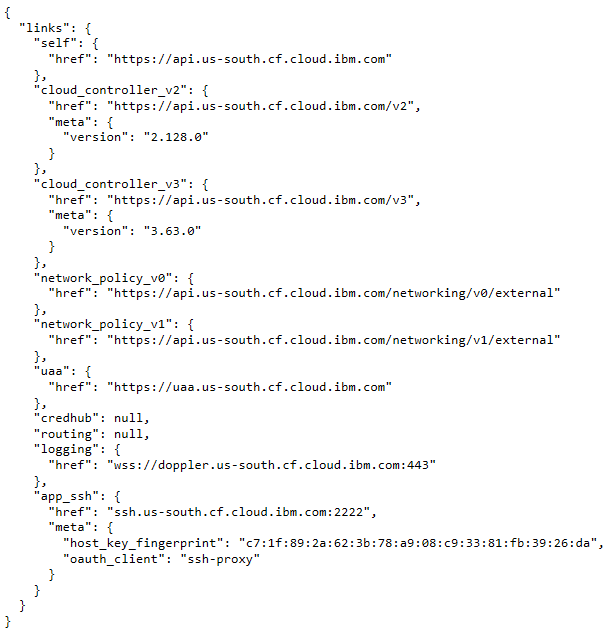 {
  "links": {
    "self": {
      "href": "https://api.us-south.cf.cloud.ibm.com"
    },
    "cloud_controller_v2": {
      "href": "https://api.us-south.cf.cloud.ibm.com/v2",
      "meta": {
        "version": "2.128.0"
      }
    },
    "cloud_controller_v3": {
      "href": "https://api.us-south.cf.cloud.ibm.com/v3",
      "meta": {
        "version": "3.63.0"
      }
    },
    "network_policy_v0": {
      "href": "https://api.us-south.cf.cloud.ibm.com/networking/v0/external"
    },
    "network_policy_v1": {
      "href": "https://api.us-south.cf.cloud.ibm.com/networking/v1/external"
    },
    "uaa": {
      "href": "https://uaa.us-south.cf.cloud.ibm.com"
    },
    "credhub": null,
    "routing": null,
    "logging": {
      "href": "wss://doppler.us-south.cf.cloud.ibm.com:443"
    },
    "app_ssh": {
      "href": "ssh.us-south.cf.cloud.ibm.com:2222",
      "meta": {
        "host_key_fingerprint": "c7:1f:89:2a:62:3b:78:a9:08:c9:33:81:fb:39:26:da",
        "oauth_client": "ssh-proxy"
      }
    }
  }
}